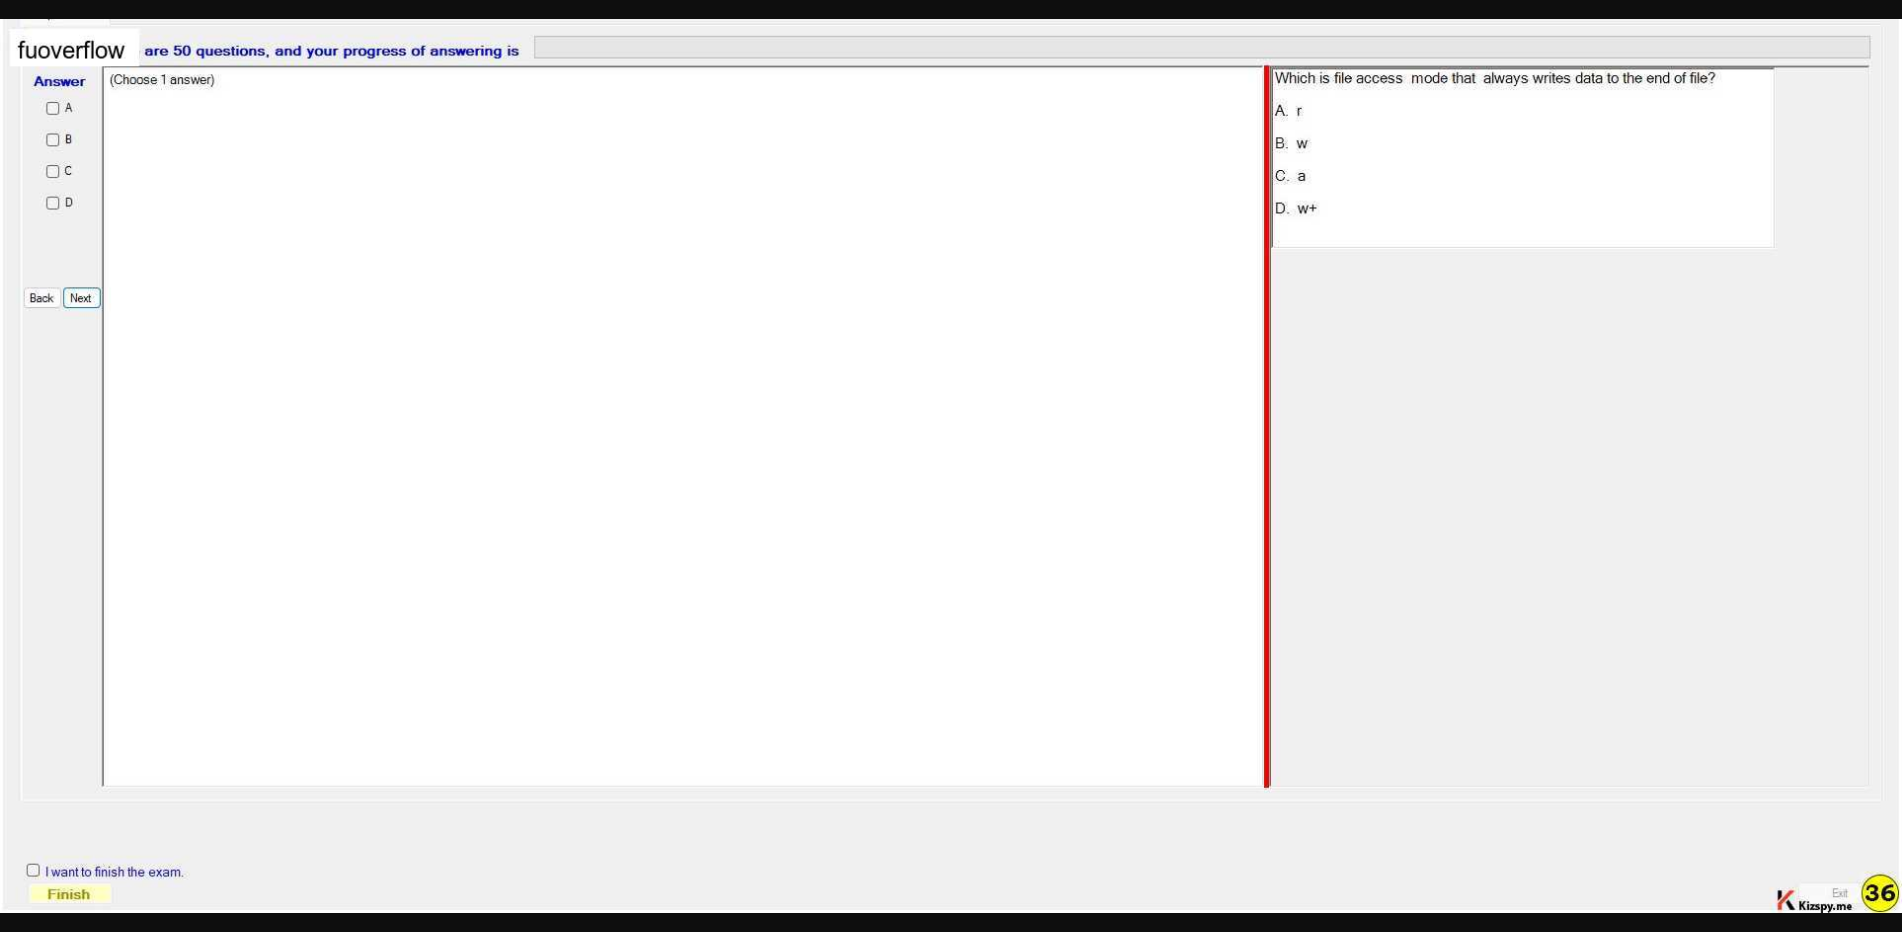 fuoverflow are 50 questions, and your progress of answering is
Answer
(Choose 1 answer)
A
B
C
D
Back Next
Which is file access mode that always writes data to the end of file?
A. r
B. w
C. a
D. w+
I want to finish the exam.
Finish
Exit
Kizspy.me
36